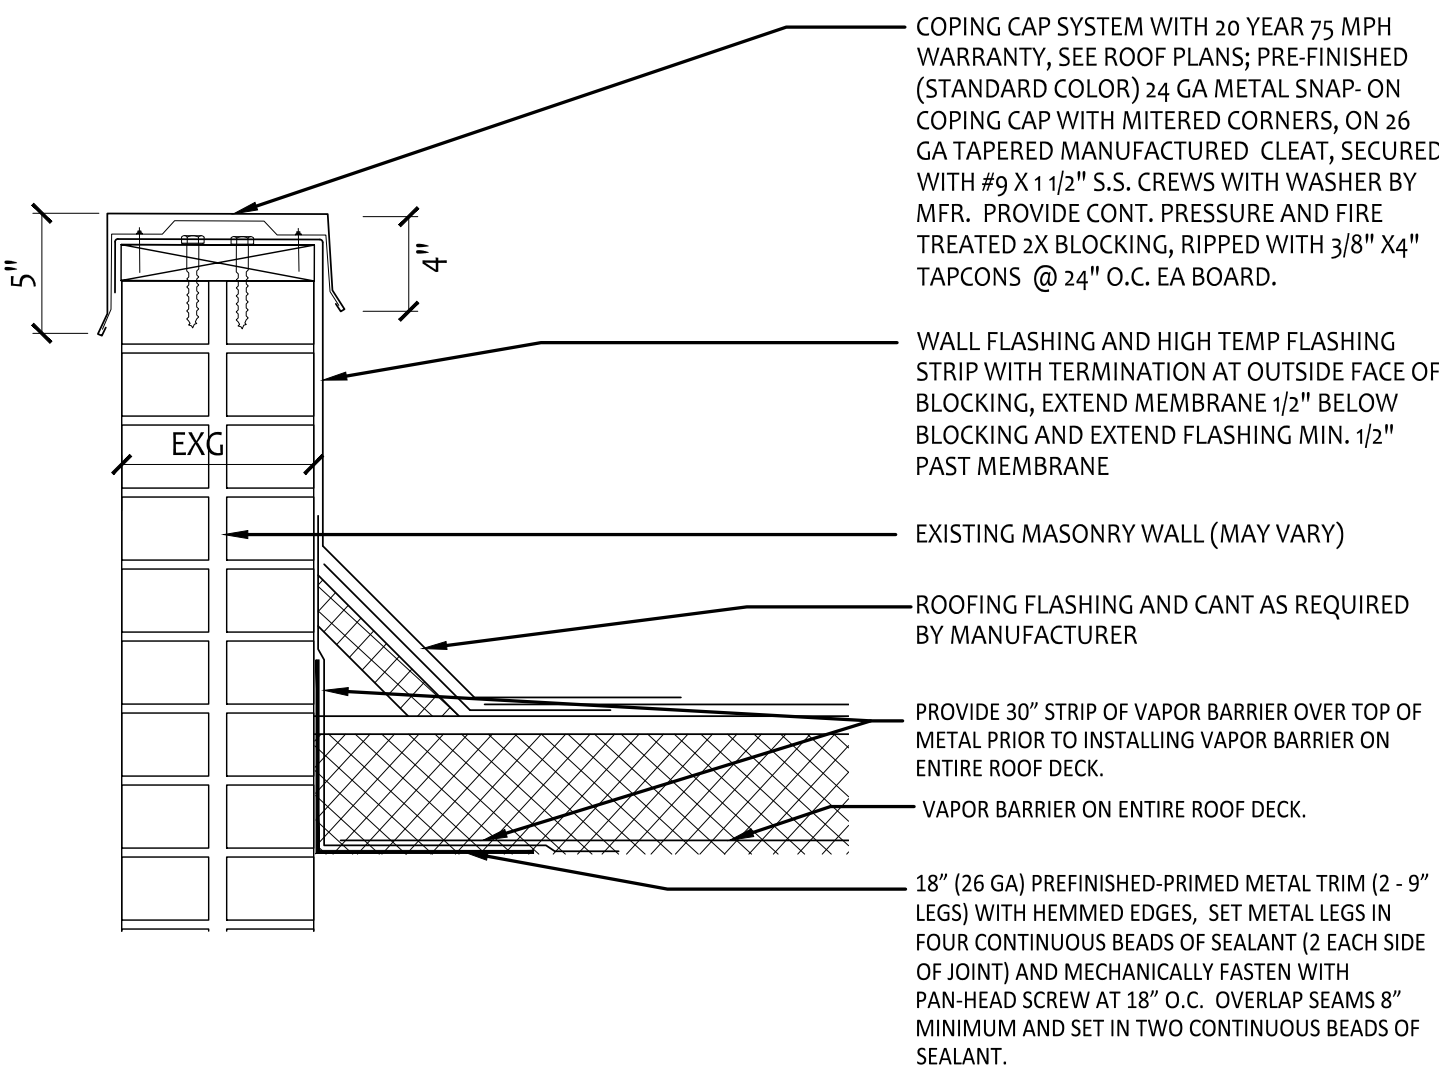 COPING CAP SYSTEM WITH 20 YEAR 75 MPH
WARRANTY, SEE ROOF PLANS; PRE-FINISHED
(STANDARD COLOR) 24 GA METAL SNAP- ON
COPING CAP WITH MITERED CORNERS, ON 26
GA TAPERED MANUFACTURED CLEAT, SECURED
WITH #9 X 1 1/2" S.S. CREWS WITH WASHER BY
MFR. PROVIDE CONT. PRESSURE AND FIRE
TREATED 2X BLOCKING, RIPPED WITH 3/8" X4"
TAPCONS @ 24" O.C. EA BOARD.
5"
4"
WALL FLASHING AND HIGH TEMP FLASHING
STRIP WITH TERMINATION AT OUTSIDE FACE OF
BLOCKING, EXTEND MEMBRANE 1/2" BELOW
BLOCKING AND EXTEND FLASHING MIN. 1/2"
PAST MEMBRANE
EXG
EXISTING MASONRY WALL (MAY VARY)
ROOFING FLASHING AND CANT AS REQUIRED
BY MANUFACTURER
PROVIDE 30” STRIP OF VAPOR BARRIER OVER TOP OF
METAL PRIOR TO INSTALLING VAPOR BARRIER ON
ENTIRE ROOF DECK.
VAPOR BARRIER ON ENTIRE ROOF DECK.
18” (26 GA) PREFINISHED-PRIMED METAL TRIM (2 - 9”
LEGS) WITH HEMMED EDGES, SET METAL LEGS IN
FOUR CONTINUOUS BEADS OF SEALANT (2 EACH SIDE
OF JOINT) AND MECHANICALLY FASTEN WITH
PAN-HEAD SCREW AT 18” O.C. OVERLAP SEAMS 8”
MINIMUM AND SET IN TWO CONTINUOUS BEADS OF
SEALANT.